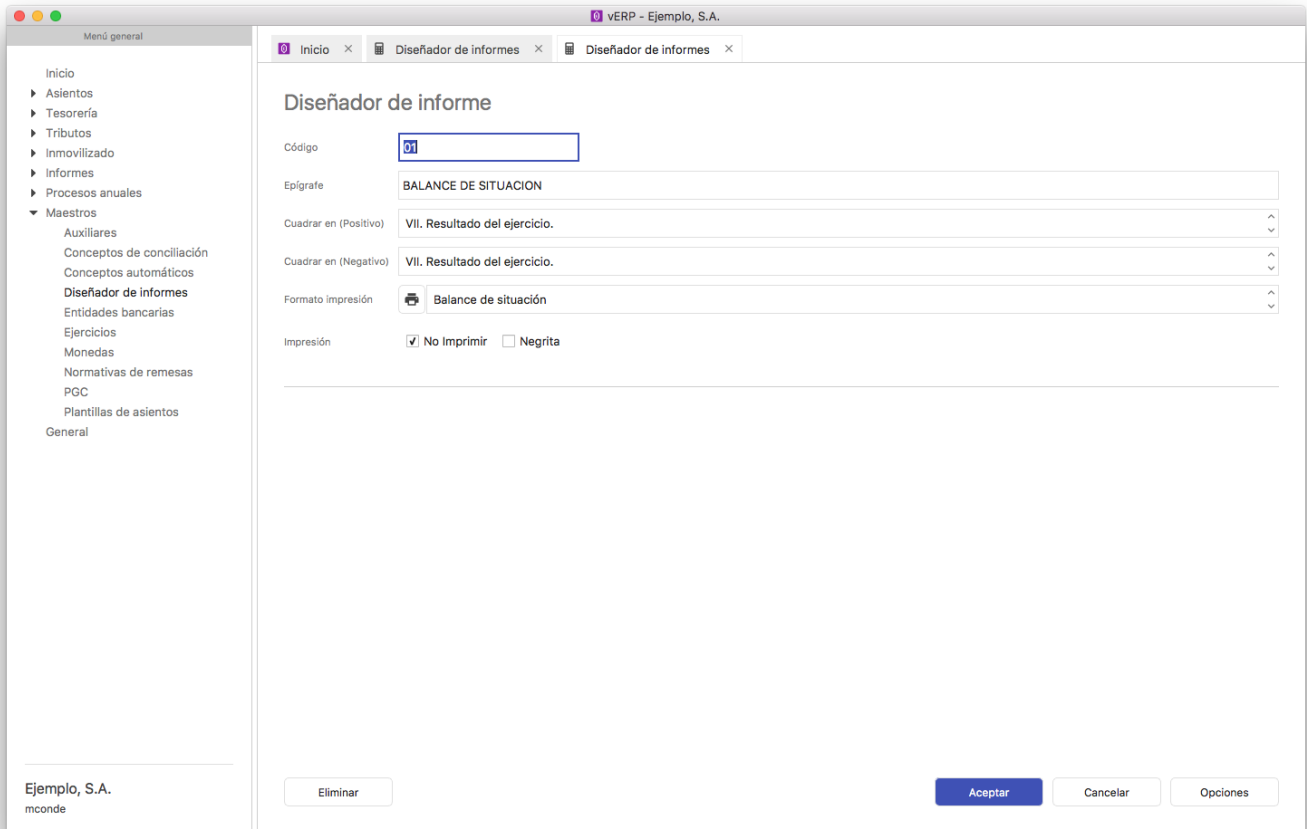 vERP - Ejemplo, S.A.
Menú general
Inicio
Asientos
Tesorería
Tributos
Inmovilizado
Informes
Procesos anuales
Maestros
Auxiliares
Conceptos de conciliación
Conceptos automáticos
Diseñador de informes
Entidades bancarias
Ejercicios
Monedas
Normativas de remesas
PGC
Plantillas de asientos
General
Ejemplo, S.A.
mconde
Inicio Diseñador de informes Diseñador de informes
Diseñador de informe
Código 01
Epígrafe BALANCE DE SITUACION
Cuadrar en (Positivo) VII. Resultado del ejercicio.
Cuadrar en (Negativo) VII. Resultado del ejercicio.
Formato impresión Balance de situación
Impresión No Imprimir Negrita
Eliminar Aceptar Cancelar Opciones